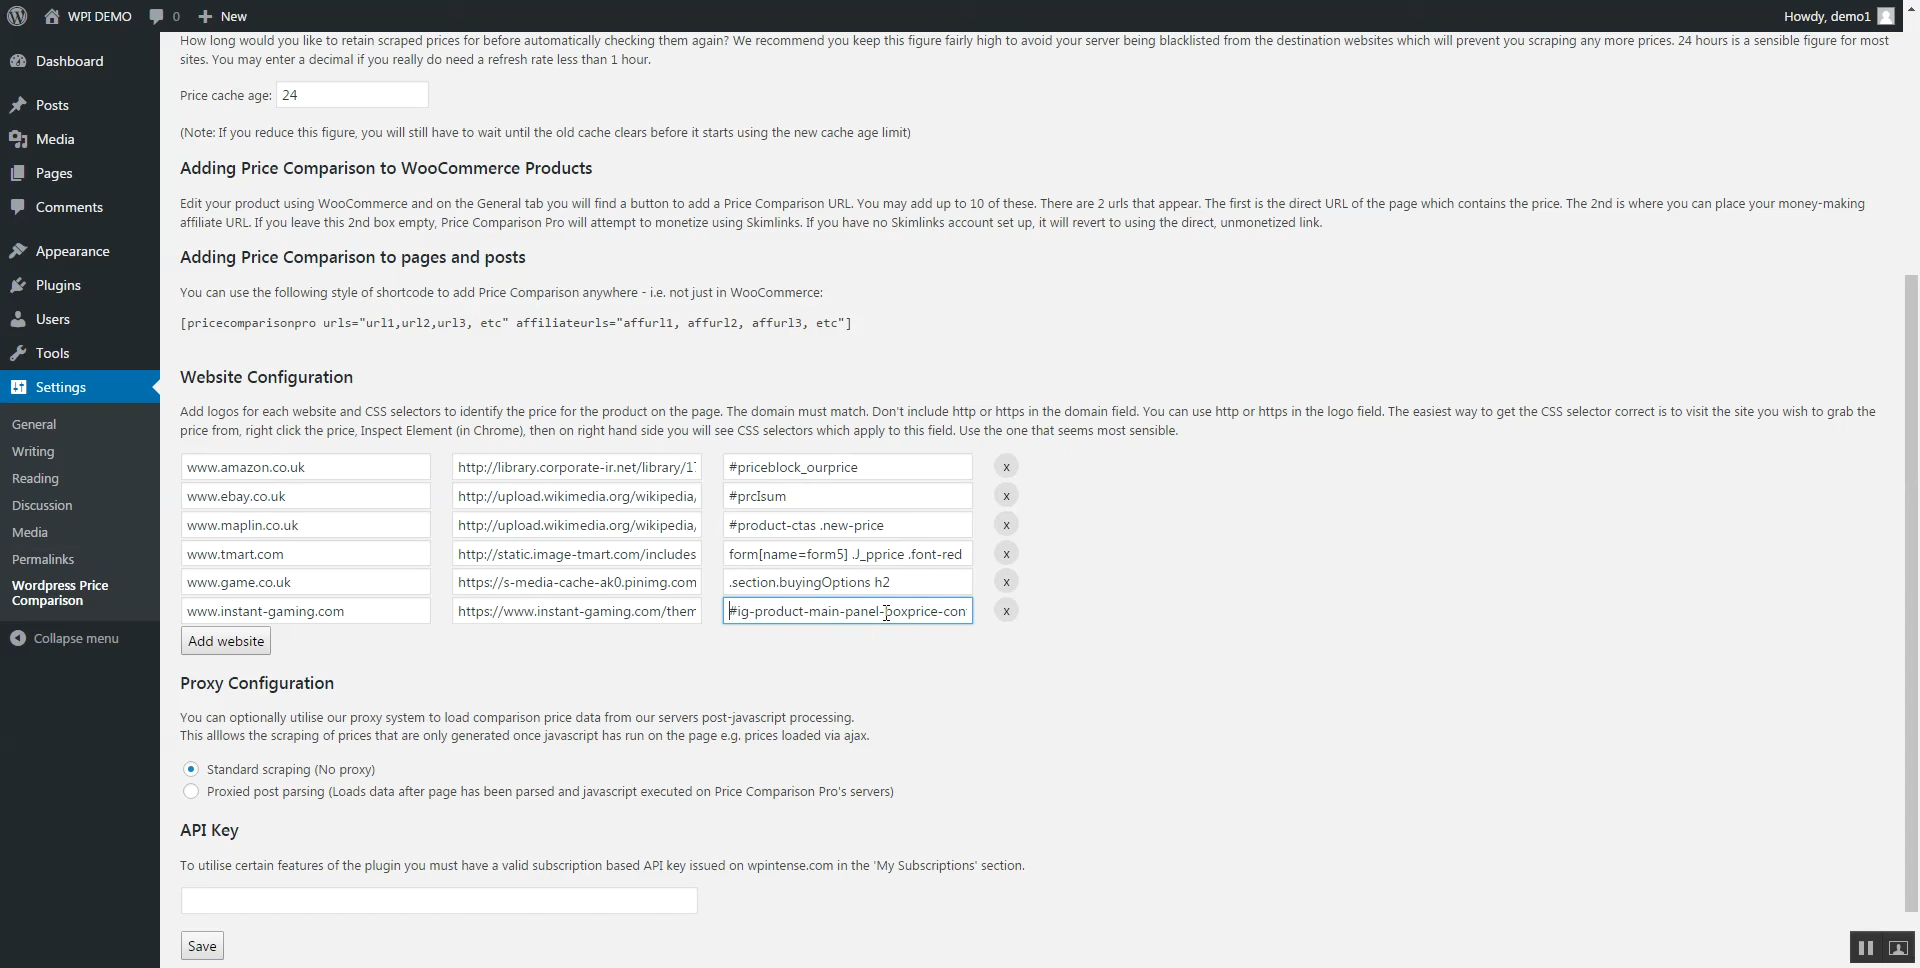 WPI DEMO
0
New
Howdy, demo1
Dashboard
Posts
Media
Pages
Comments
Appearance
Plugins
Users
Tools
Settings
General
Writing
Reading
Discussion
Media
Permalinks
Wordpress Price
Comparison
Collapse menu
How long would you like to retain scraped prices for before automatically checking them again? We recommend you keep this figure fairly high to avoid your server being blacklisted from the destination websites which will prevent you scraping any more prices. 24 hours is a sensible figure for most
sites. You may enter a decimal if you really do need a refresh rate less than 1 hour.
Price cache age: 24
(Note: If you reduce this figure, you will still have to wait until the old cache clears before it starts using the new cache age limit)
Adding Price Comparison to WooCommerce Products
Edit your product using WooCommerce and on the General tab you will find a button to add a Price Comparison URL. You may add up to 10 of these. There are 2 urls that appear. The first is the direct URL of the page which contains the price. The 2nd is where you can place your money-making
affiliate URL. If you leave this 2nd box empty, Price Comparison Pro will attempt to monetize using Skimlinks. If you have no Skimlinks account set up, it will revert to using the direct, unmonetized link.
Adding Price Comparison to pages and posts
You can use the following style of shortcode to add Price Comparison anywhere - i.e. not just in WooCommerce:
[pricecomparisonpro urls="url1,url2,url3, etc" affiliateurls="affurl1, affurl2, affurl3, etc"]
Website Configuration
Add logos for each website and CSS selectors to identify the price for the product on the page. The domain must match. Don't include http or https in the domain field. You can use http or https in the logo field. The easiest way to get the CSS selector correct is to visit the site you wish to grab the
price from, right click the price, Inspect Element (in Chrome), then on right hand side you will see CSS selectors which apply to this field. Use the one that seems most sensible.
www.amazon.co.uk http://library.corporate-ir.net/library/17 #priceblock_ourprice x
www.ebay.co.uk http://upload.wikimedia.org/wikipedia, #prcIsum x
www.maplin.co.uk http://upload.wikimedia.org/wikipedia, #product-ctas .new-price x
www.tmart.com http://static.image-tmart.com/includes form[name=form5] .J_pprice .font-red x
www.game.co.uk https://s-media-cache-ak0.pinimg.com .section.buyingOptions h2 x
www.instant-gaming.com https://www.instant-gaming.com/them #ig-product-main-panel-boxprice-con x
Add website
Proxy Configuration
You can optionally utilise our proxy system to load comparison price data from our servers post-javascript processing.
This alllows the scraping of prices that are only generated once javascript has run on the page e.g. prices loaded via ajax.
Standard scraping (No proxy)
Proxied post parsing (Loads data after page has been parsed and javascript executed on Price Comparison Pro's servers)
API Key
To utilise certain features of the plugin you must have a valid subscription based API key issued on wpintense.com in the 'My Subscriptions' section.
Save